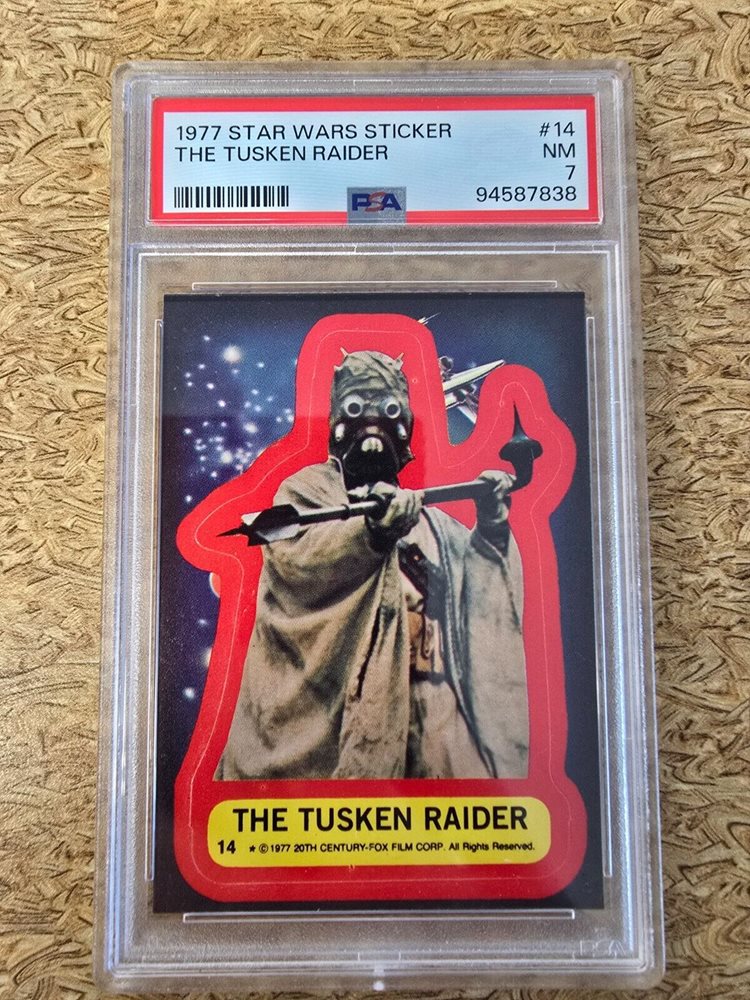 1977 STAR WARS STICKER #14
THE TUSKEN RAIDER NM
7
PSA 94587838
THE TUSKEN RAIDER
14 * ©1977 20TH CENTURY-FOX FILM CORP. All Rights Reserved.
PSA